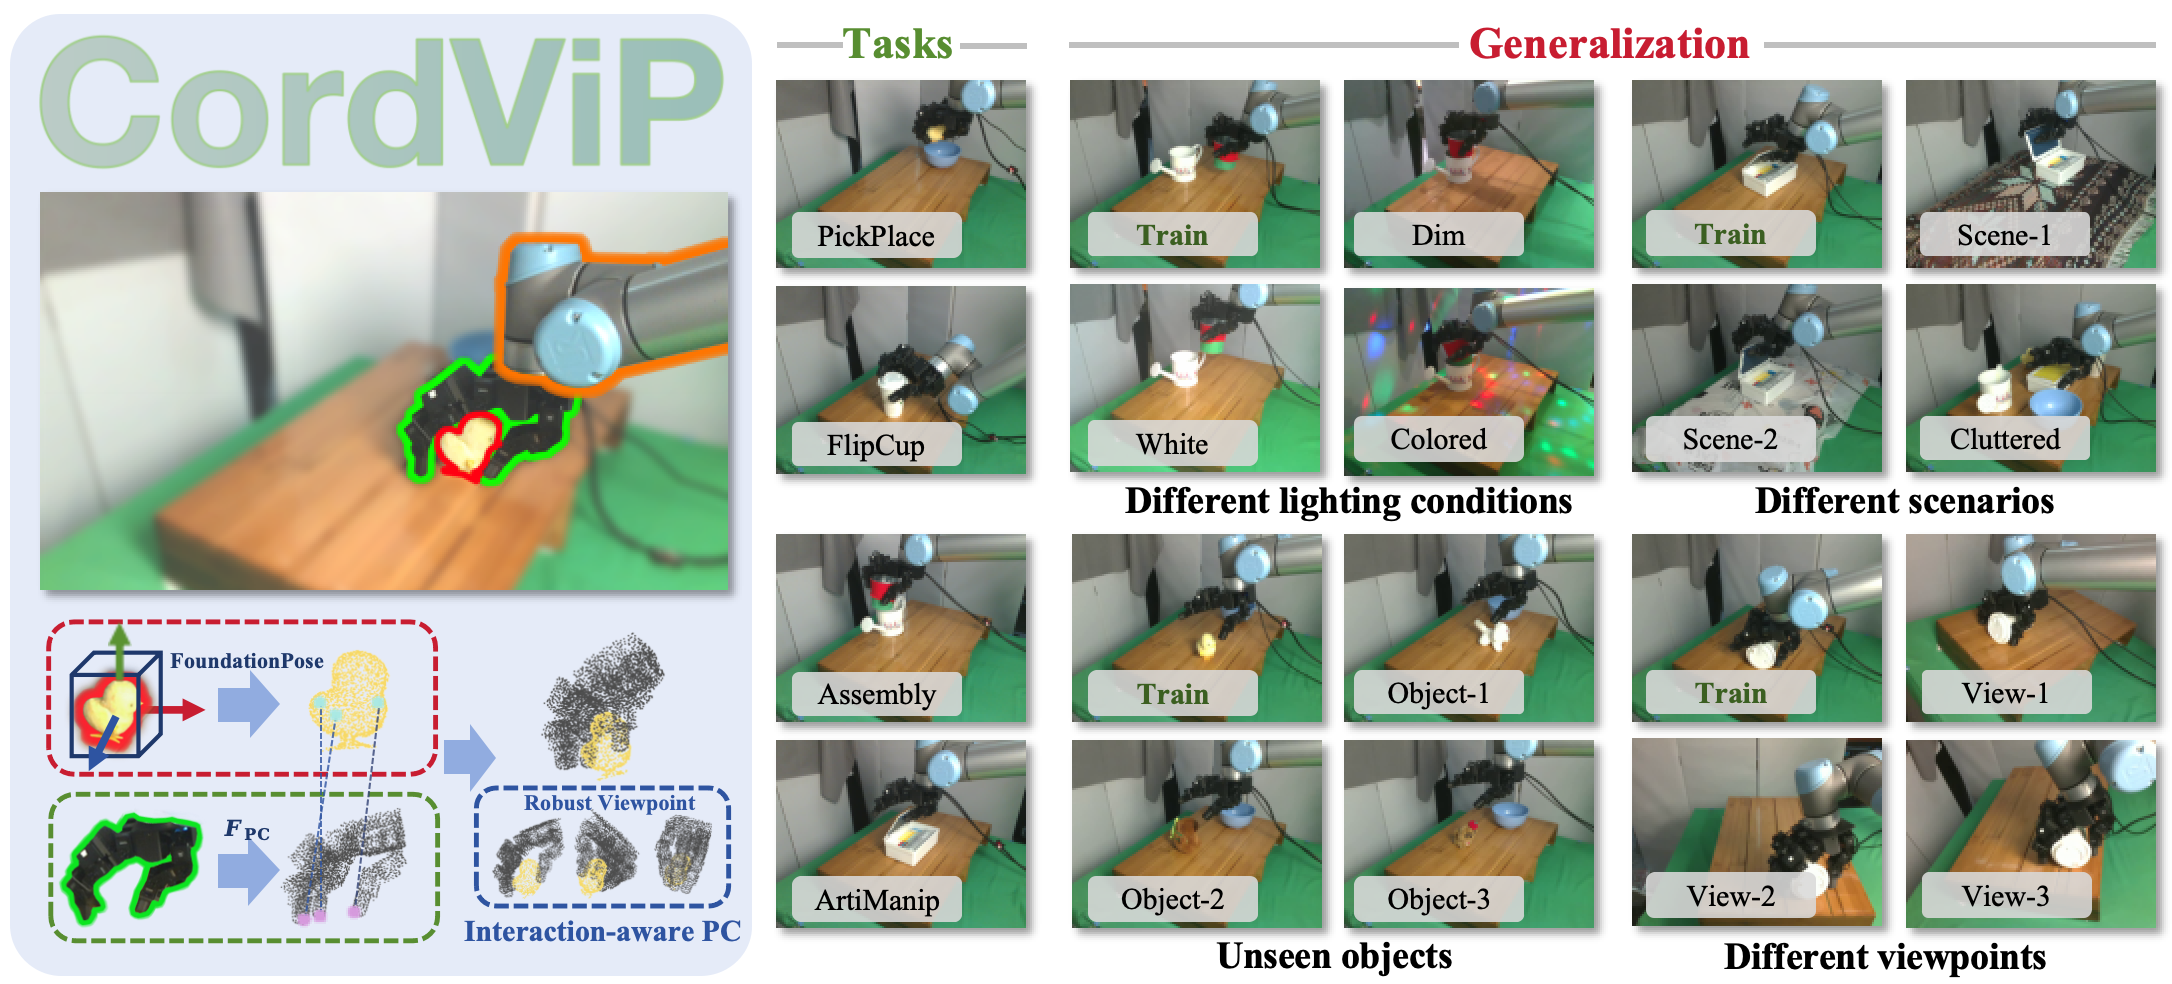 CordViP
FoundationPose
F PC
Robust Viewpoint
Interaction-aware PC
Tasks
PickPlace
FlipCup
Assembly
ArtiManip
Generalization
Train
Dim
White
Colored
Different lighting conditions
Train
Scene-1
Scene-2
Cluttered
Different scenarios
Train
Object-1
Object-2
Object-3
Unseen objects
Train
View-1
View-2
View-3
Different viewpoints